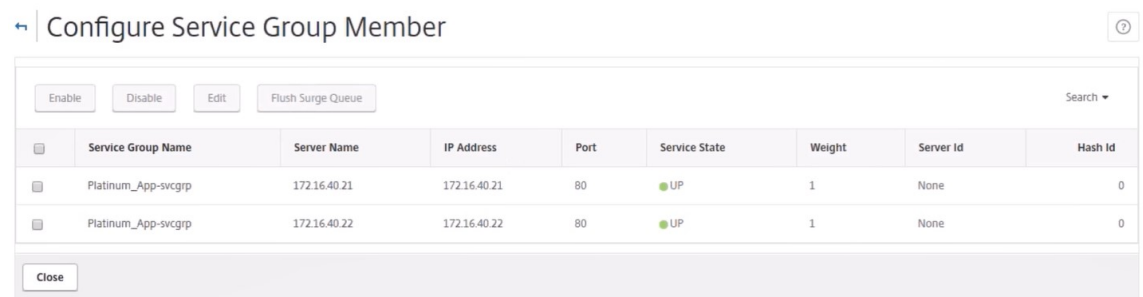 Configure Service Group Member
?
Enable Disable Edit Flush Surge Queue Search
Service Group Name Server Name IP Address Port Service State Weight Server Id Hash Id
Platinum_App-svcgrp 172.16.40.21 172.16.40.21 80 UP 1 None 0
Platinum_App-svcgrp 172.16.40.22 172.16.40.22 80 UP 1 None 0
Close